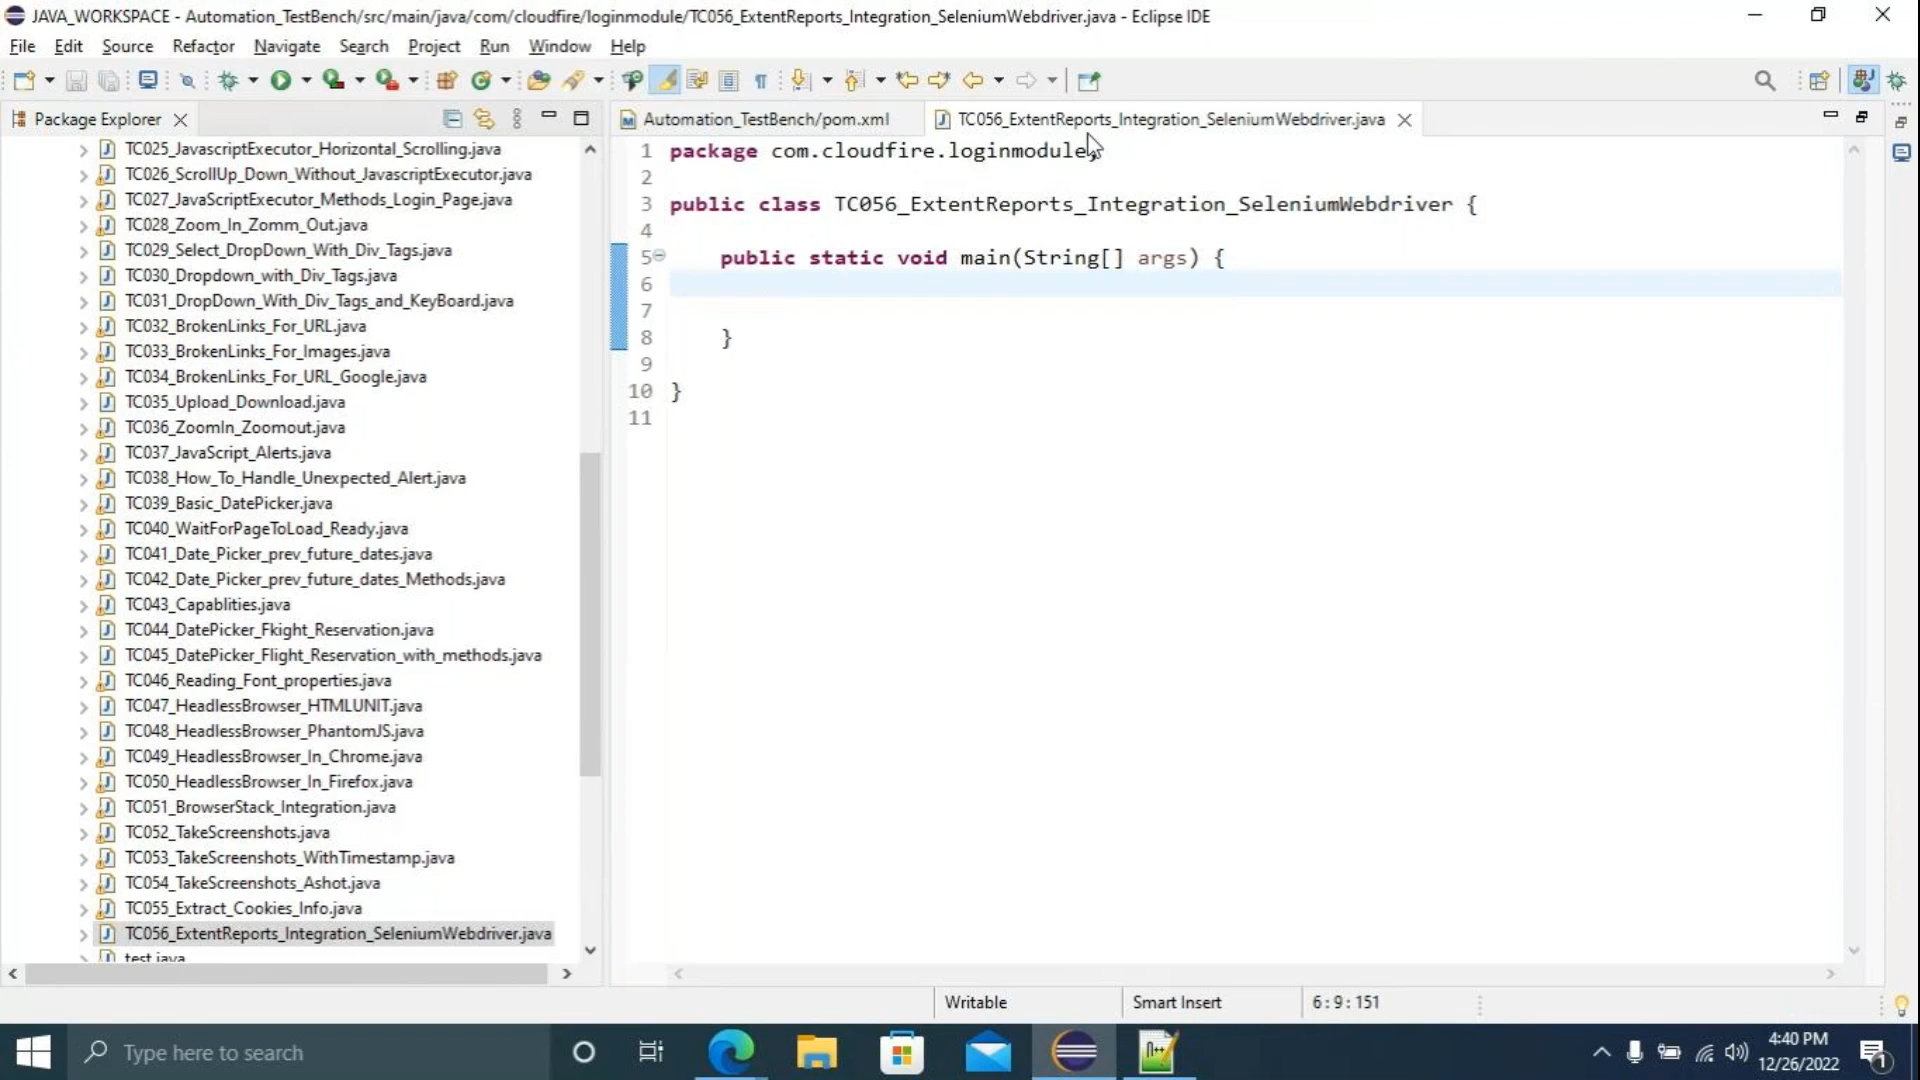 JAVA_WORKSPACE - Automation_TestBench/src/main/java/com/cloudfire/loginmodule/TC056_ExtentReports_Integration_SeleniumWebdriver.java - Eclipse IDE
File Edit Source Refactor Navigate Search Project Run Window Help
Package Explorer
Automation_TestBench/pom.xml
TC056_ExtentReports_Integration_SeleniumWebdriver.java
TC025_JavascriptExecutor_Horizontal_Scrolling.java
TC026_ScrollUp_Down_Without_JavascriptExecutor.java
TC027_JavaScriptExecutor_Methods_Login_Page.java
TC028_Zoom_In_Zomm_Out.java
TC029_Select_DropDown_With_Div_Tags.java
TC030_Dropdown_with_Div_Tags.java
TC031_DropDown_With_Div_Tags_and_KeyBoard.java
TC032_BrokenLinks_For_URL.java
TC033_BrokenLinks_For_Images.java
TC034_BrokenLinks_For_URL_Google.java
TC035_Upload_Download.java
TC036_ZoomIn_Zoomout.java
TC037_JavaScript_Alerts.java
TC038_How_To_Handle_Unexpected_Alert.java
TC039_Basic_DatePicker.java
TC040_WaitForPageToLoad_Ready.java
TC041_Date_Picker_prev_future_dates.java
TC042_Date_Picker_prev_future_dates_Methods.java
TC043_Capablities.java
TC044_DatePicker_Fkight_Reservation.java
TC045_DatePicker_Flight_Reservation_with_methods.java
TC046_Reading_Font_properties.java
TC047_HeadlessBrowser_HTMLUNIT.java
TC048_HeadlessBrowser_PhantomJS.java
TC049_HeadlessBrowser_In_Chrome.java
TC050_HeadlessBrowser_In_Firefox.java
TC051_BrowserStack_Integration.java
TC052_TakeScreenshots.java
TC053_TakeScreenshots_WithTimestamp.java
TC054_TakeScreenshots_Ashot.java
TC055_Extract_Cookies_Info.java
TC056_ExtentReports_Integration_SeleniumWebdriver.java
test.java
1 package com.cloudfire.loginmodule;
2
3 public class TC056_ExtentReports_Integration_SeleniumWebdriver {
4
5 public static void main(String[] args) {
6
7
8 }
9
10 }
11
Writable Smart Insert 6 : 9 : 151
Type here to search
4:40 PM
12/26/2022
1